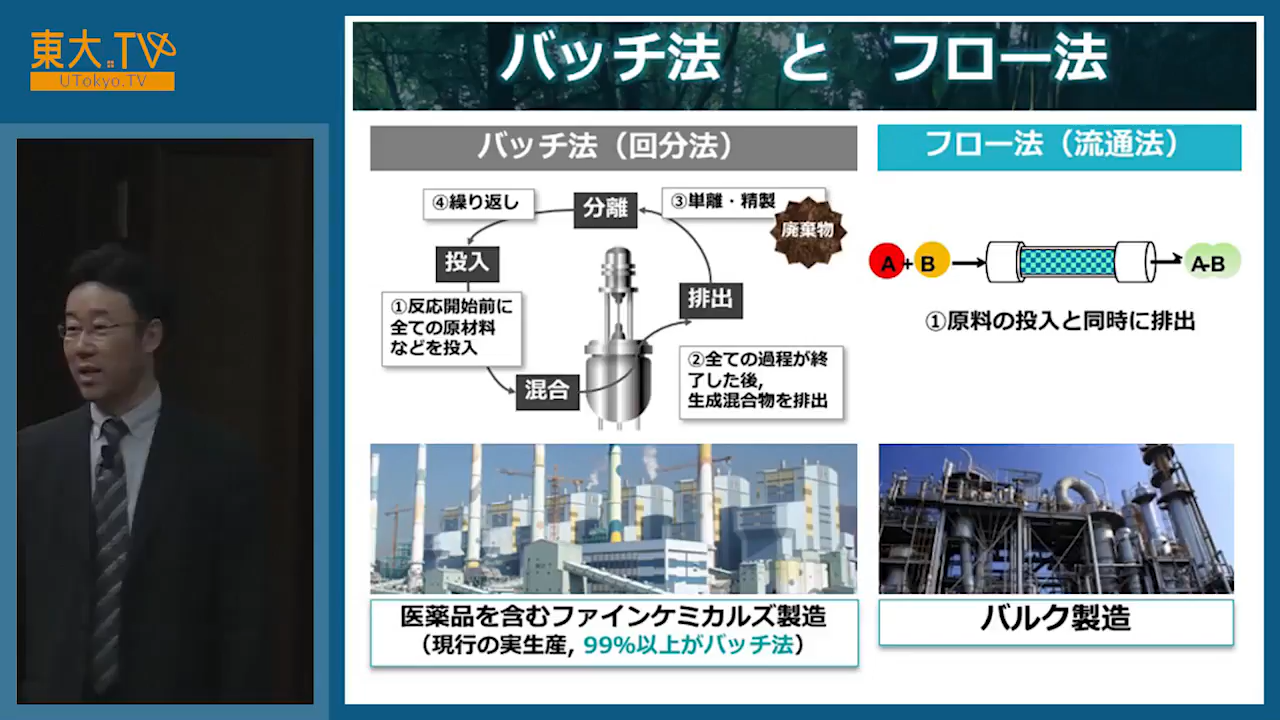 東大.TV
UTokyo.TV
バッチ法 と フロー法
バッチ法（回分法）
④繰り返し
分離
③単離・精製
廃棄物
投入
①反応開始前に
全ての原材料
などを投入
排出
混合
②全ての過程が終
了した後,
生成混合物を排出
医薬品を含むファインケミカルズ製造
（現行の実生産, 99%以上がバッチ法）
フロー法（流通法）
A + B
A-B
①原料の投入と同時に排出
バルク製造